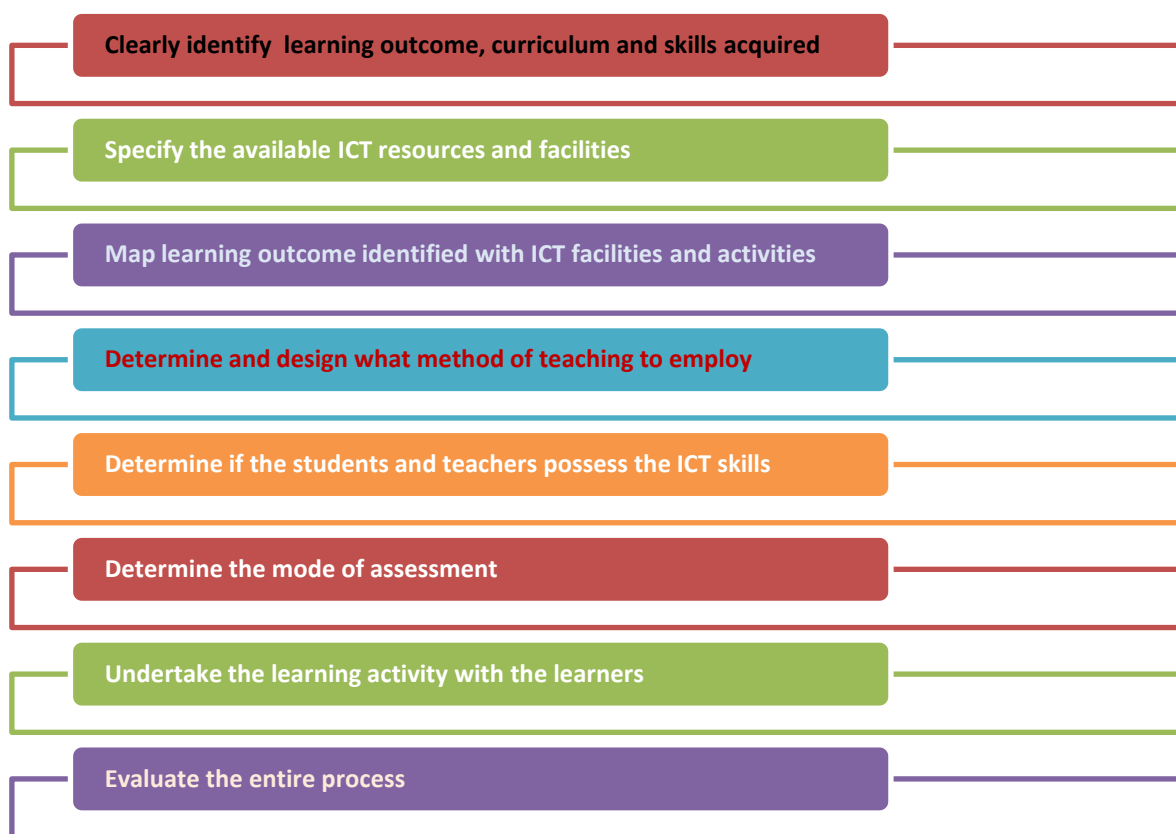 Clearly identify  learning outcome, curriculum and skills acquired
Specify the available ICT resources and facilities
Map learning outcome identified with ICT facilities and activities
Determine and design what method of teaching to employ
Determine if the students and teachers possess the ICT skills
Determine the mode of assessment
Undertake the learning activity with the learners
Evaluate the entire process